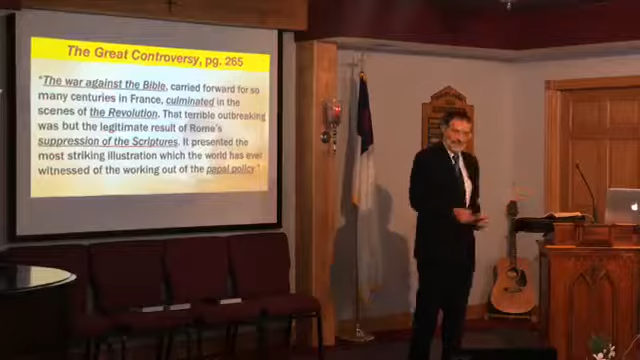 The Great Controversy, pg. 265
"The war against the Bible, carried forward for so
many centuries in France, culminated in the
scenes of the Revolution. That terrible outbreaking
was but the legitimate result of Rome's
suppression of the Scriptures. It presented the
most striking illustration which the world has ever
witnessed of the working out of the papal policy"